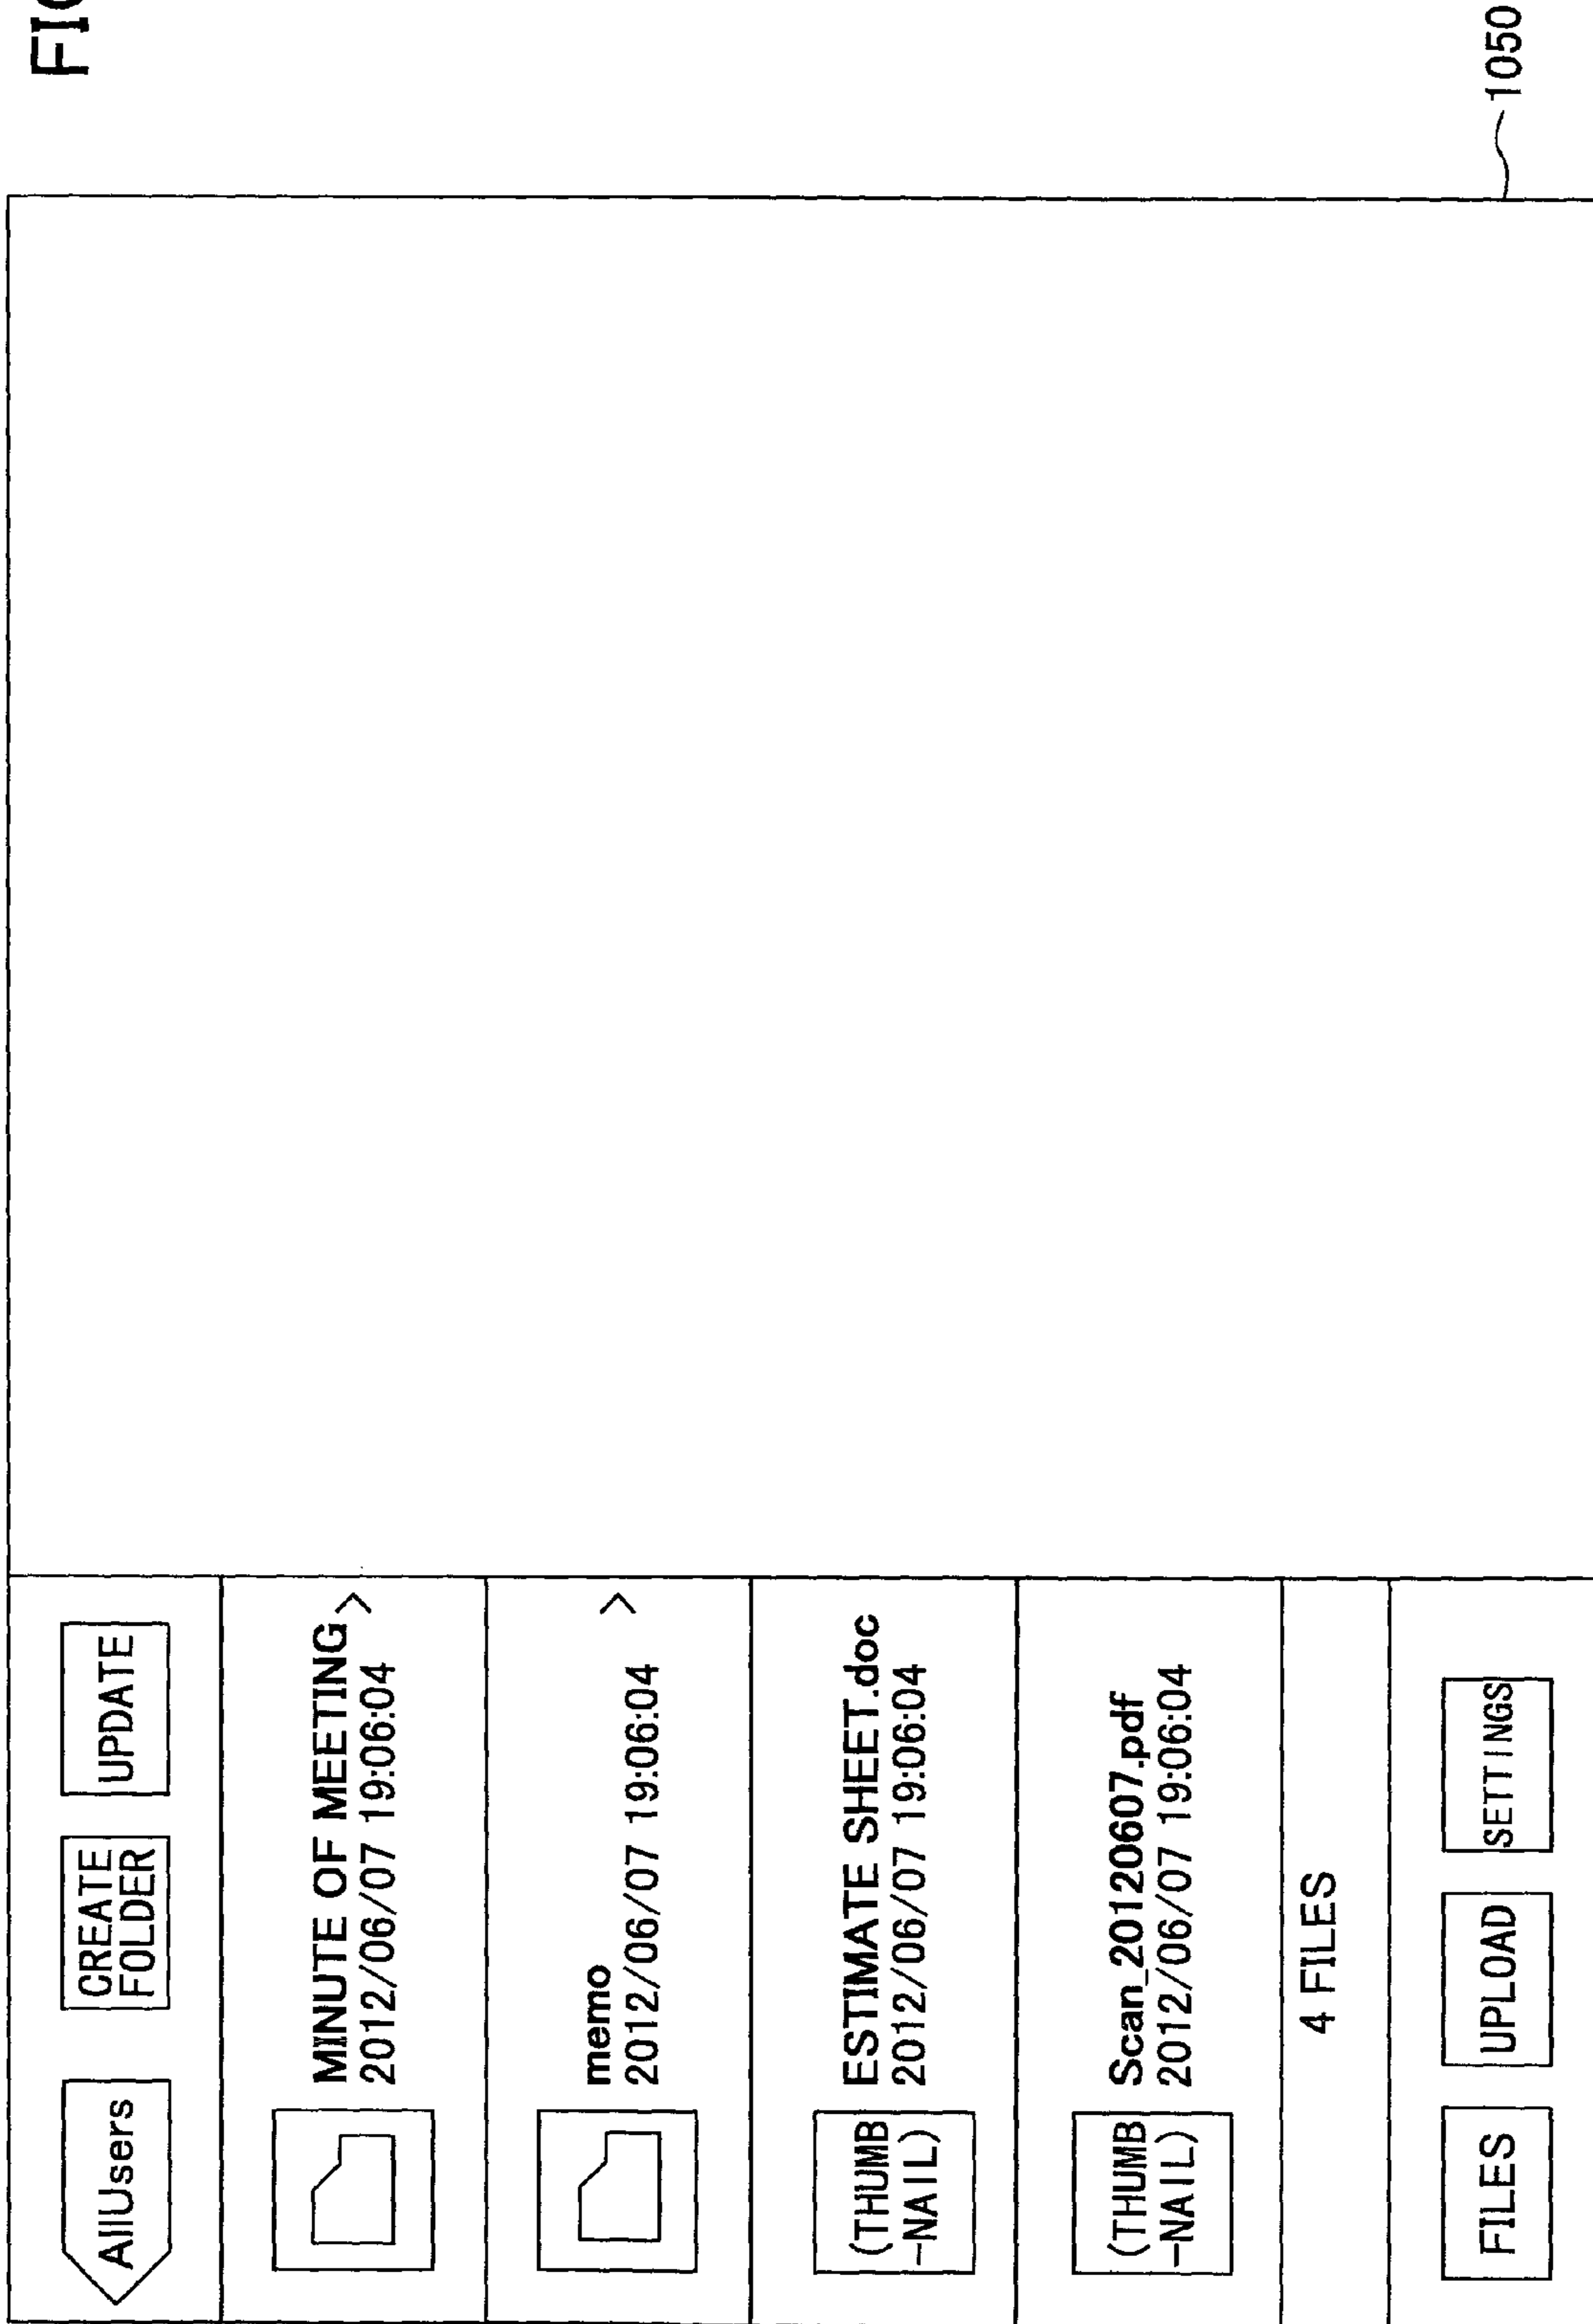 AllUsers
CREATE
FOLDER
UPDATE
MINUTE OF MEETING >
2012/06/07 19:06:04
memo
2012/06/07 19:06:04 >
(THUMB
-NAIL)
ESTIMATE SHEET.doc
2012/06/07 19:06:04
(THUMB
-NAIL)
Scan_20120607.pdf
2012/06/07 19:06:04
4 FILES
FILES
UPLOAD
SETTINGS
1050